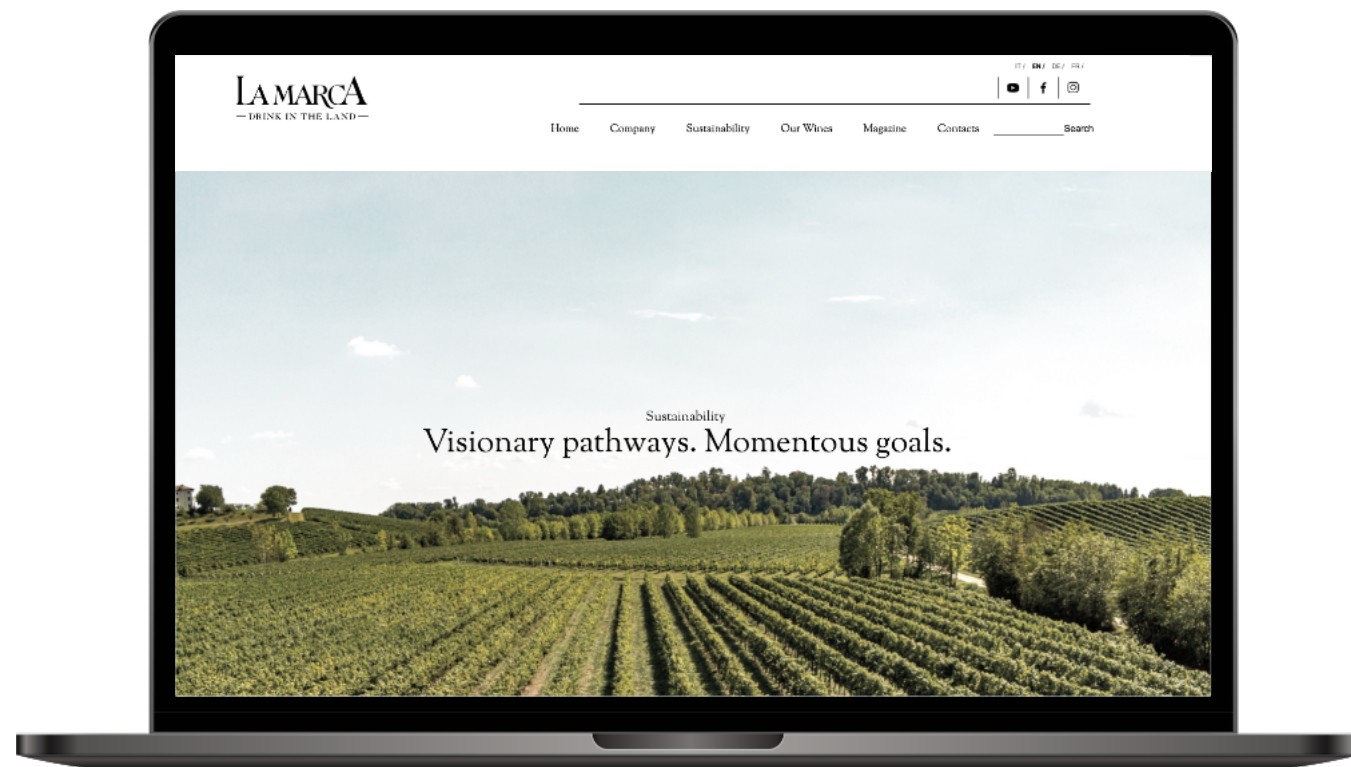 IT / EN / DE / FR /
LA MARCA
DRINK IN THE LAND
Home Company Sustainability Our Wines Magazine Contacts Search
Sustainability
Visionary pathways. Momentous goals.